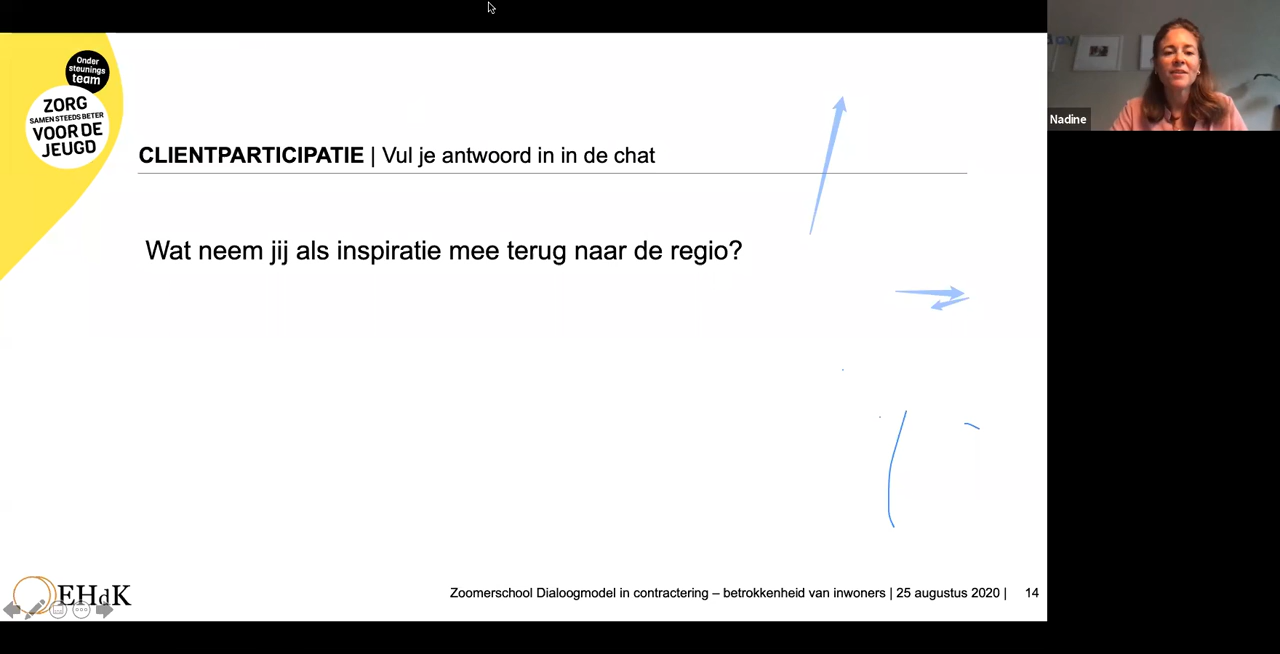 Onder
steunings
team
ZORG
SAMEN STEEDS BETER
VOOR DE
JEUGD
CLIENTPARTICIPATIE | Vul je antwoord in in de chat
Wat neem jij als inspiratie mee terug naar de regio?
Nadine
EHdK
Zoomerschool Dialoogmodel in contractering – betrokkenheid van inwoners | 25 augustus 2020 | 14